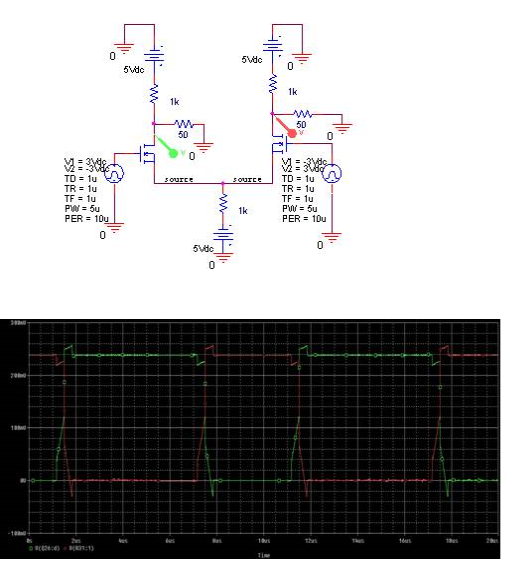 0
5Vdc
1k
50
0
V1 = 3Vdc
V2 = -3Vdc
TD = 1u
TR = 1u
TF = 1u
PW = 5u
PER = 10u
0
source
source
5Vdc
0
1k
50
V
0
V1 = -3Vdc
V2 = 3Vdc
TD = 1u
TR = 1u
TF = 1u
PW = 5u
PER = 10u
0
1k
5Vdc
0
300mV
200mV
100mV
0V
-100mV
0s
2us
4us
6us
8us
10us
12us
14us
16us
18us
20us
Time